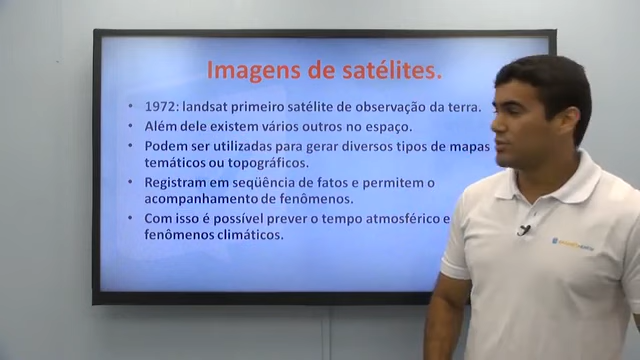 Imagens de satélites.
• 1972: landsat primeiro satélite de observação da terra.
• Além dele existem vários outros no espaço.
• Podem ser utilizadas para gerar diversos tipos de mapas
temáticos ou topográficos.
• Registram em seqüência de fatos e permitem o
acompanhamento de fenômenos.
• Com isso é possível prever o tempo atmosférico e
fenômenos climáticos.